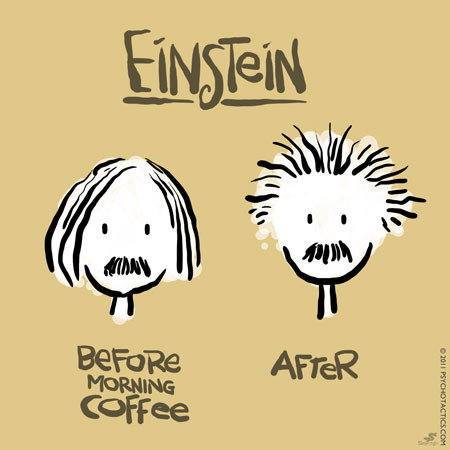 EINSTEIN
BEFORE
MORNING
COFFEE
AFTER
© 2011 PSYCHOTACTICS.COM